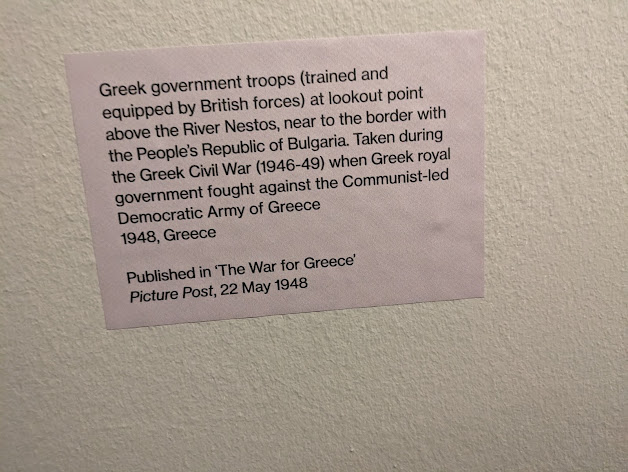 Greek government troops (trained and
equipped by British forces) at lookout point
above the River Nestos, near to the border with
the People's Republic of Bulgaria. Taken during
the Greek Civil War (1946-49) when Greek royal
government fought against the Communist-led
Democratic Army of Greece
1948, Greece
Published in 'The War for Greece'
Picture Post, 22 May 1948